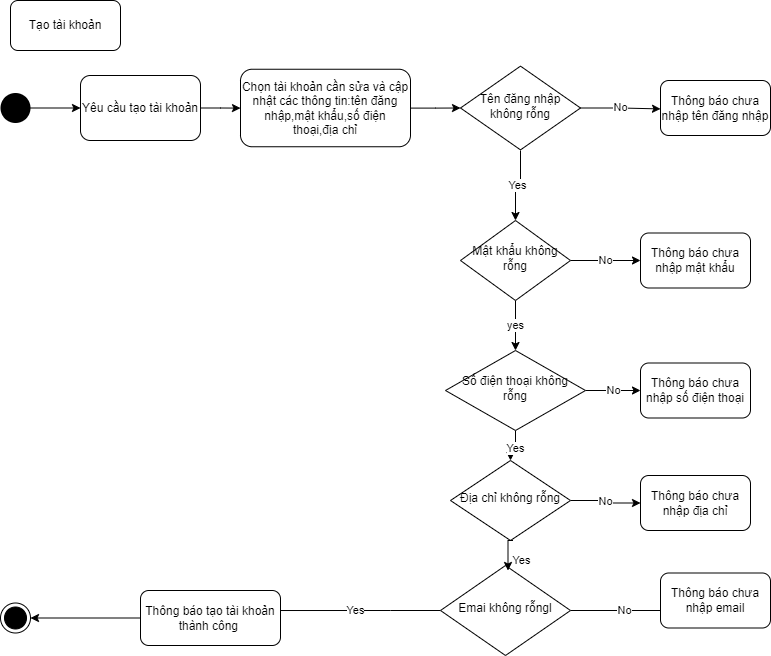 Tạo tài khoản
Yêu cầu tạo tài khoản
Chọn tài khoản cần sửa và cập
nhật các thông tin:tên đăng
nhập,mật khẩu,số điện
thoại,địa chỉ
Tên đăng nhập
không rỗng
No
Thông báo chưa
nhập tên đăng nhập
Yes
Mật khẩu không
rỗng
No
Thông báo chưa
nhập mật khẩu
yes
Số điện thoại không
rỗng
No
Thông báo chưa
nhập số điện thoại
Yes
Địa chỉ không rỗng
No
Thông báo chưa
nhập địa chỉ
Yes
Emai không rỗngl
No
Thông báo chưa
nhập email
Yes
Thông báo tạo tài khoản
thành công